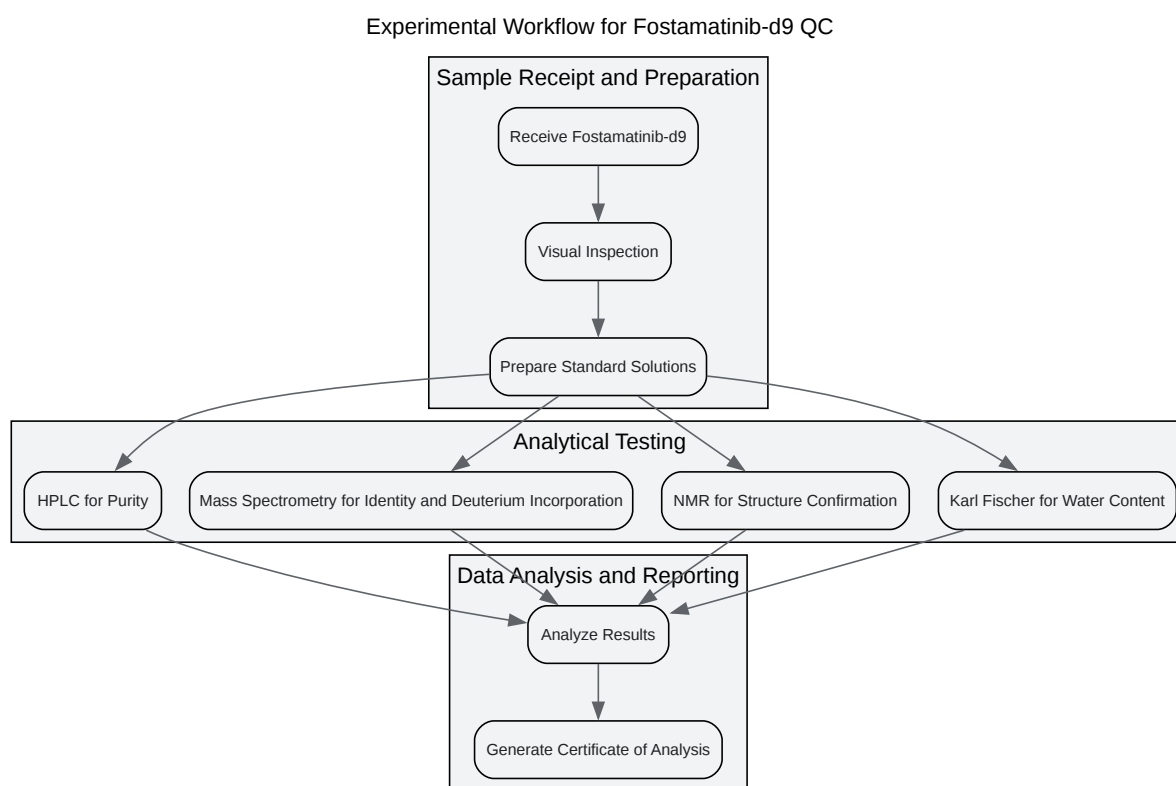 Experimental Workflow for Fostamatinib-d9 QC
Sample Receipt and Preparation
Receive Fostamatinib-d9
Visual Inspection
Prepare Standard Solutions
Analytical Testing
HPLC for Purity
Mass Spectrometry for Identity and Deuterium Incorporation
NMR for Structure Confirmation
Karl Fischer for Water Content
Data Analysis and Reporting
Analyze Results
Generate Certificate of Analysis